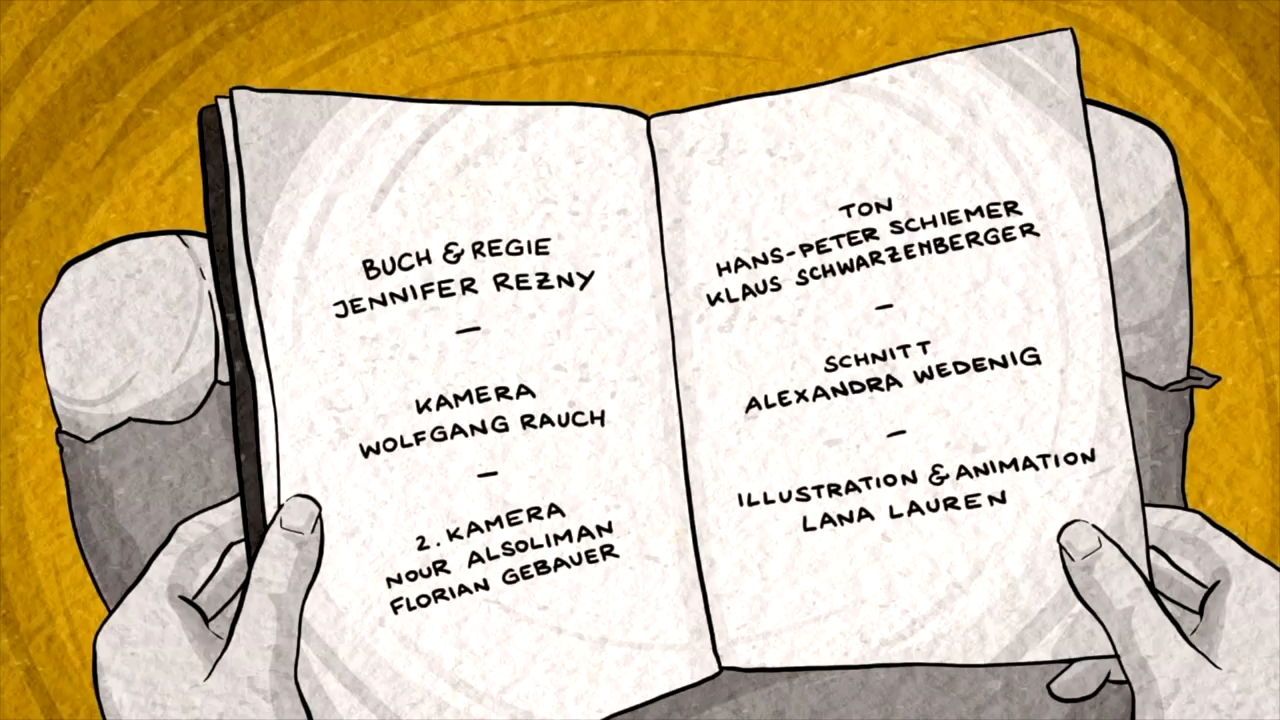 BUCH & REGIE
JENNIFER REZNY
–
KAMERA
WOLFGANG RAUCH
–
2. KAMERA
NOUR ALSOLIMAN
FLORIAN GEBAUER
TON
HANS-PETER SCHIEMER
KLAUS SCHWARZENBERGER
–
SCHNITT
ALEXANDRA WEDENIG
–
ILLUSTRATION & ANIMATION
LANA LAUREN